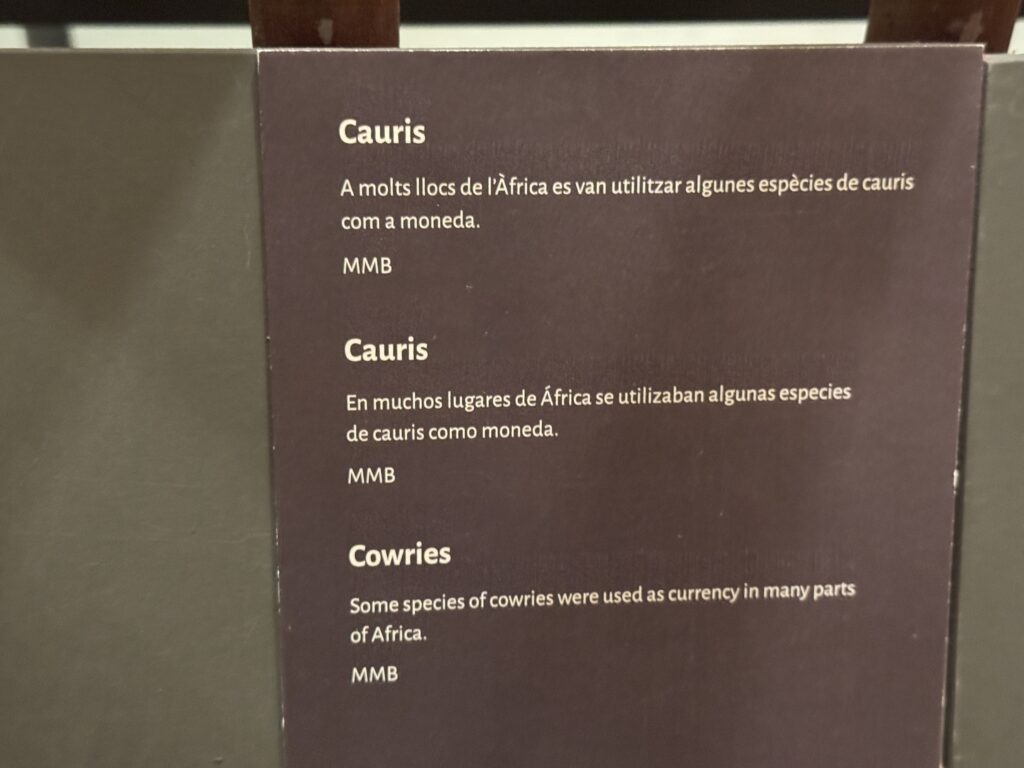 Cauris
A molts llocs de l'Àfrica es van utilitzar algunes espècies de cauris
com a moneda.
MMB
Cauris
En muchos lugares de África se utilizaban algunas especies
de cauris como moneda.
MMB
Cowries
Some species of cowries were used as currency in many parts
of Africa.
MMB